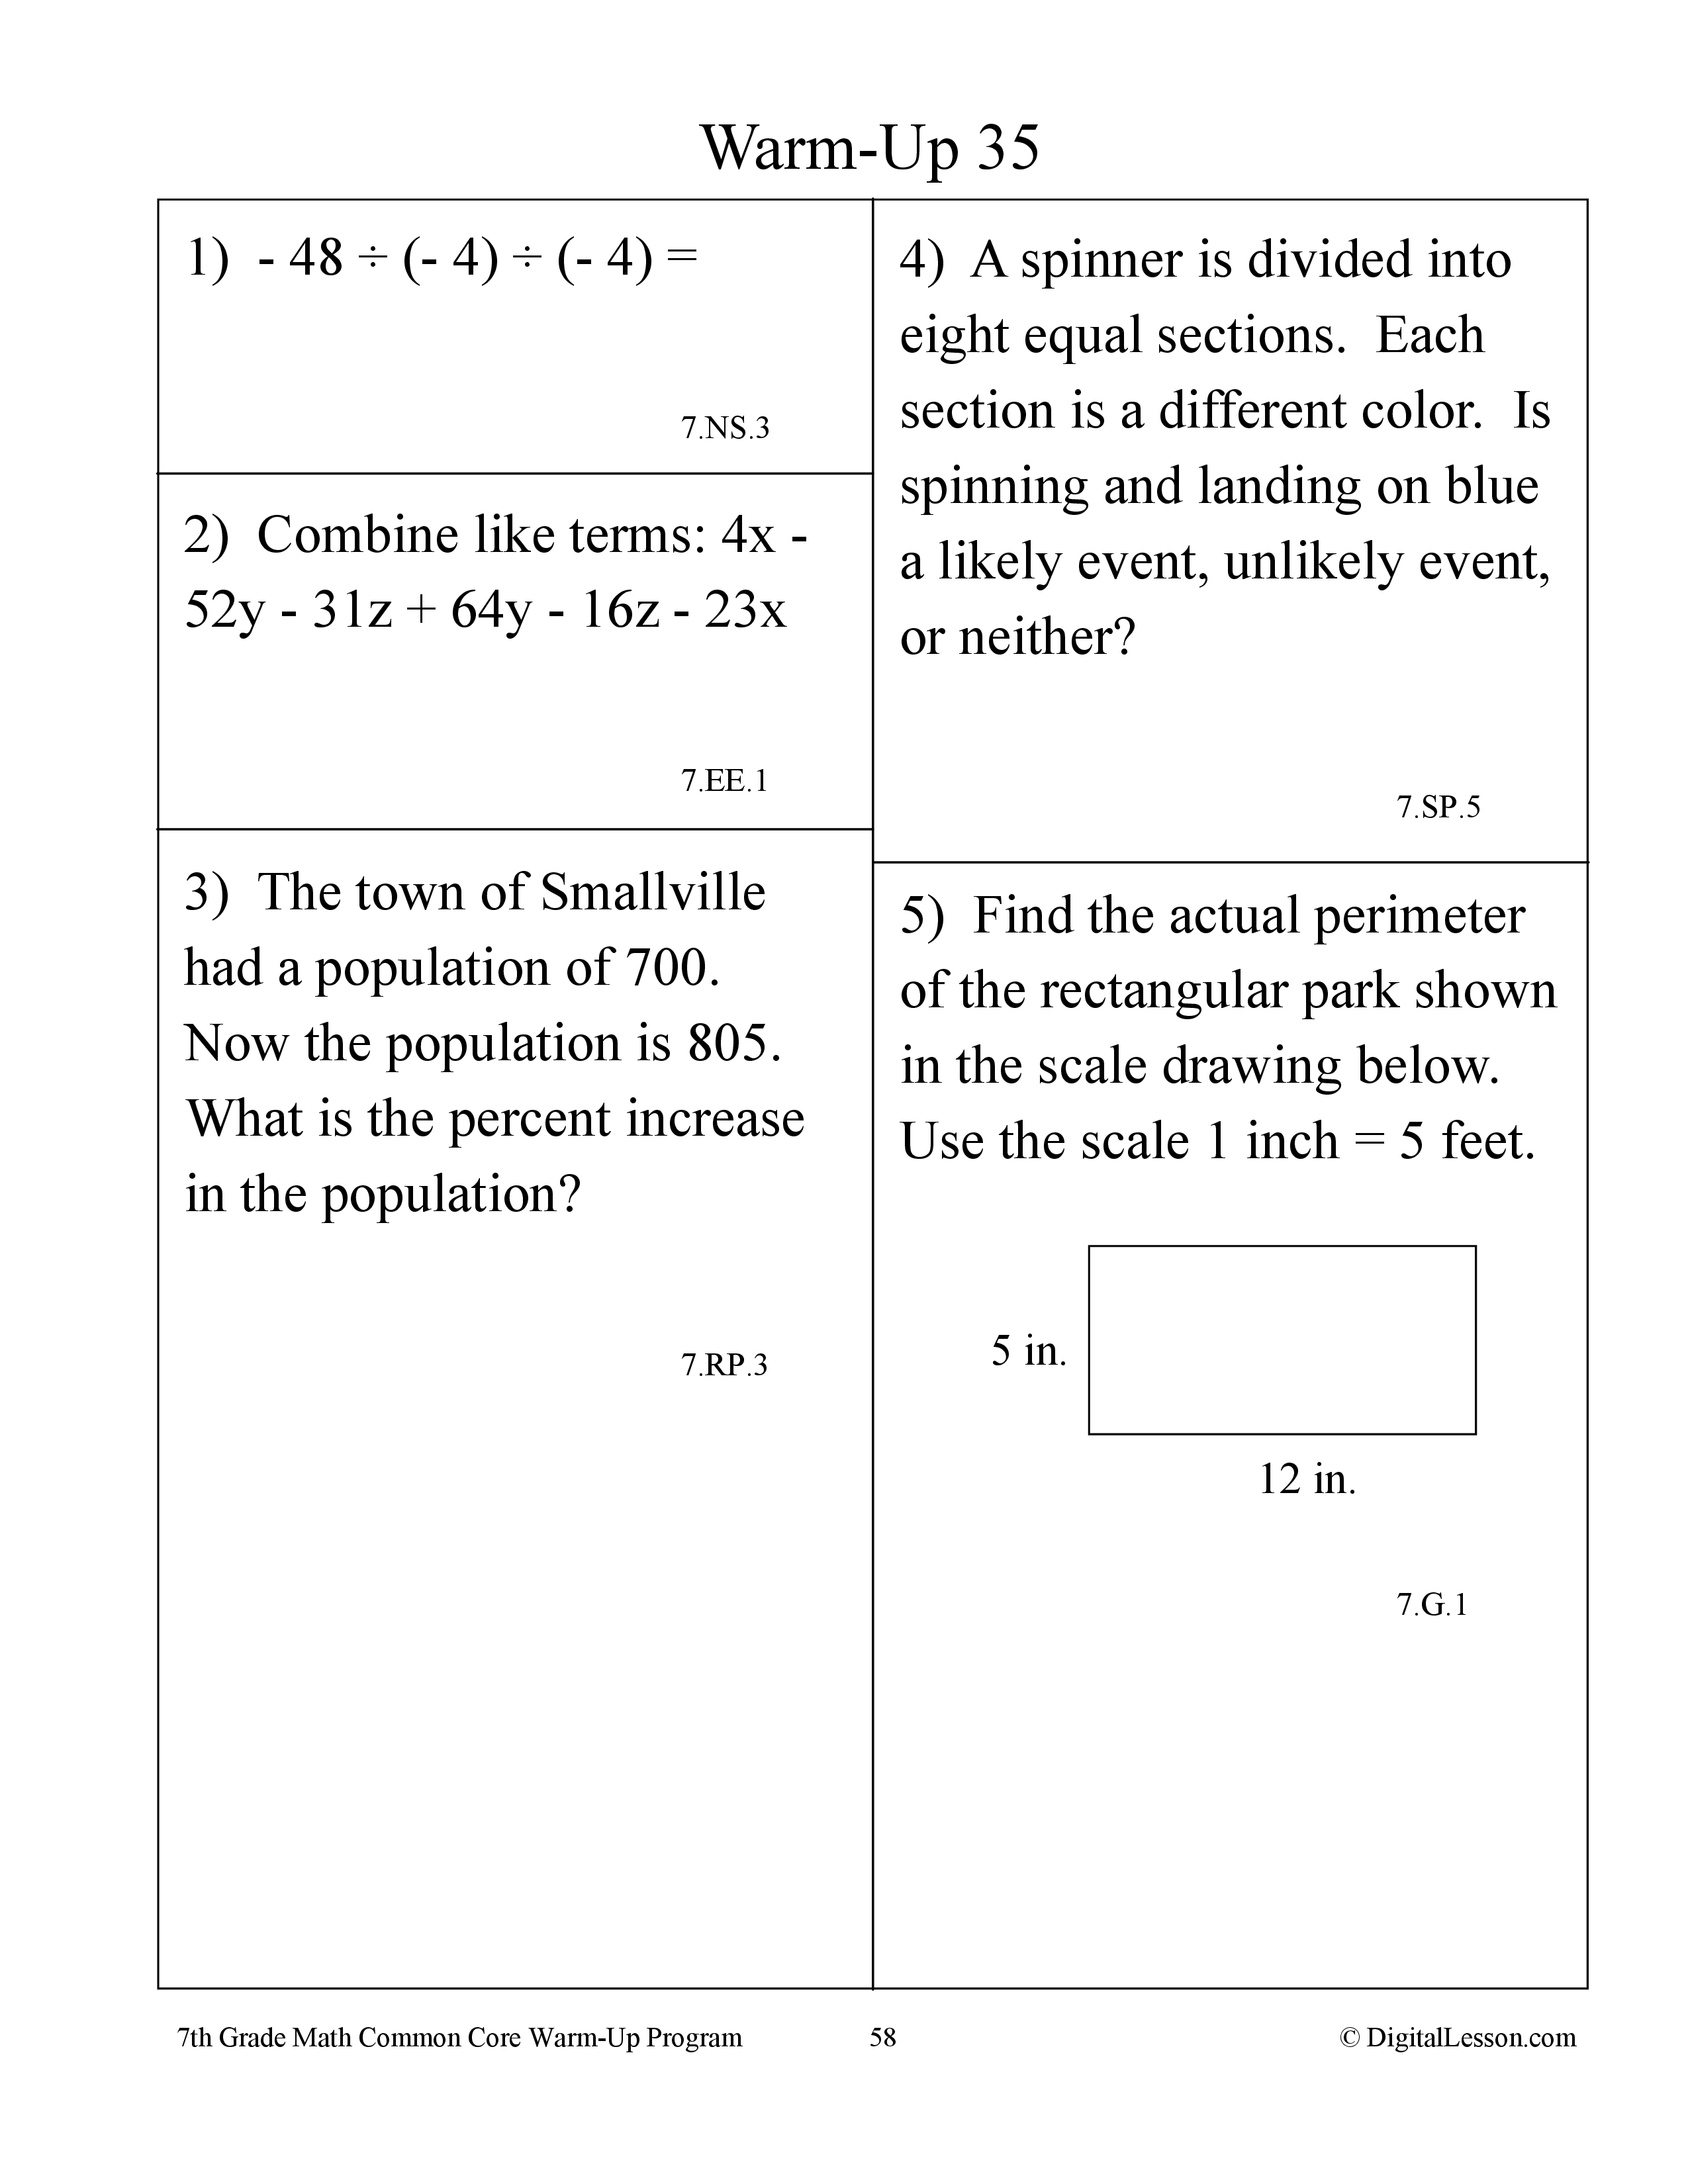 Warm-Up 35
1)  - 48 ÷ (- 4) ÷ (- 4) =
7.NS.3
2)  Combine like terms: 4x -
52y - 31z + 64y - 16z - 23x
7.EE.1
3)  The town of Smallville
had a population of 700.
Now the population is 805.
What is the percent increase
in the population?
7.RP.3
4)  A spinner is divided into
eight equal sections.  Each
section is a different color.  Is
spinning and landing on blue
a likely event, unlikely event,
or neither?
7.SP.5
5)  Find the actual perimeter
of the rectangular park shown
in the scale drawing below.
Use the scale 1 inch = 5 feet.
5 in.
12 in.
7.G.1
7th Grade Math Common Core Warm-Up Program
58
© DigitalLesson.com